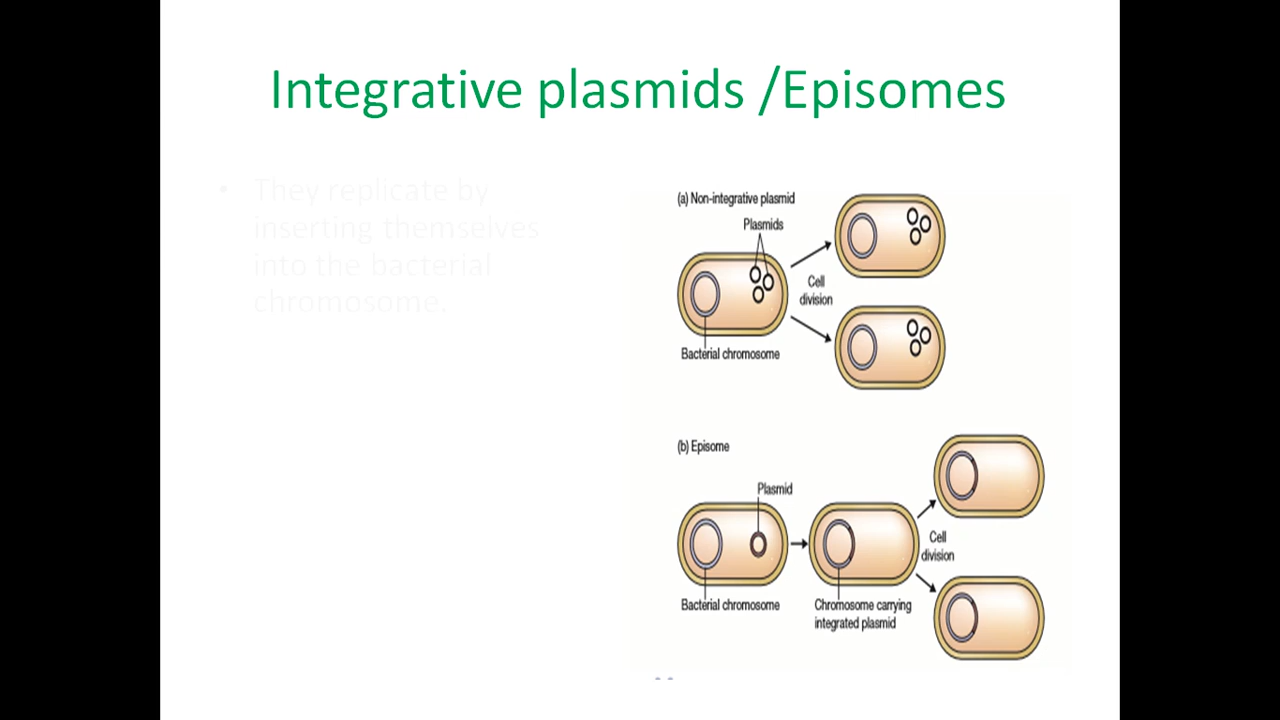 Integrative plasmids /Episomes
• They replicate by
inserting themselves
into the bacterial
chromosome.
(a) Non-integrative plasmid
Plasmids
Cell
division
Bacterial chromosome
(b) Episome
Plasmid
Cell
division
Bacterial chromosome
Chromosome carrying
integrated plasmid